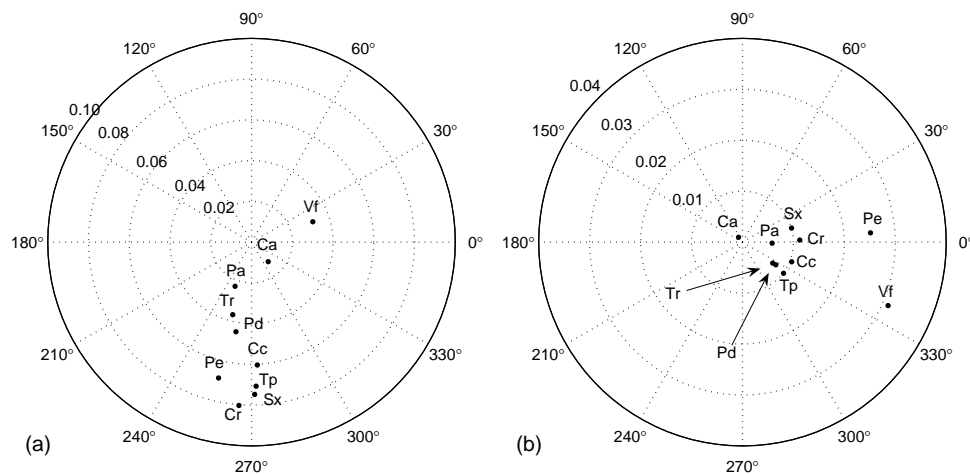 90°
120°
60°
0.10
0.08
150°
30°
0.06
0.04
0.02
Vf
180°
Ca
0°
Pa
Tr
Pd
Cc
Pe
210°
330°
Tp
Sx
Cr
(a)
240°
300°
270°
90°
120°
60°
0.04
0.03
150°
30°
0.02
0.01
Ca
Sx
Pe
Pa
Cr
180°
0°
Cc
Tp
Tr
Vf
Pd
210°
330°
(b)
240°
300°
270°